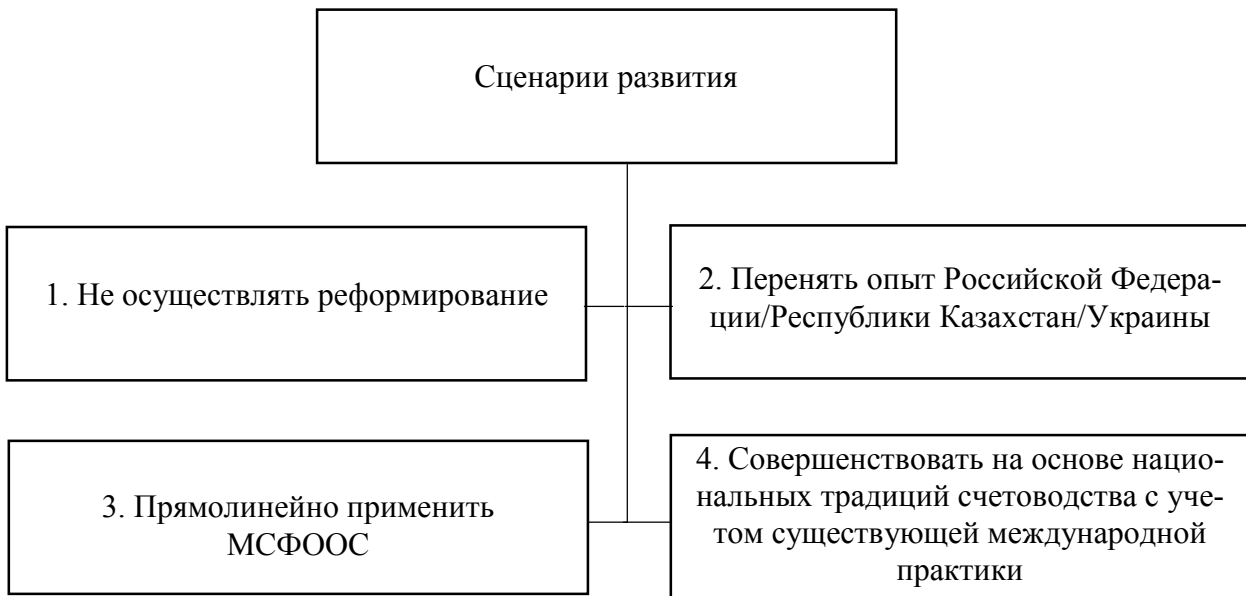 Сценарии развития
1. Не осуществлять реформирование
2. Перенять опыт Российской Федера-
ции/Республики Казахстан/Украины
3. Прямолинейно применить
МСФООС
4. Совершенствовать на основе нацио-
нальных традиций счетоводства с уче-
том существующей международной
практики